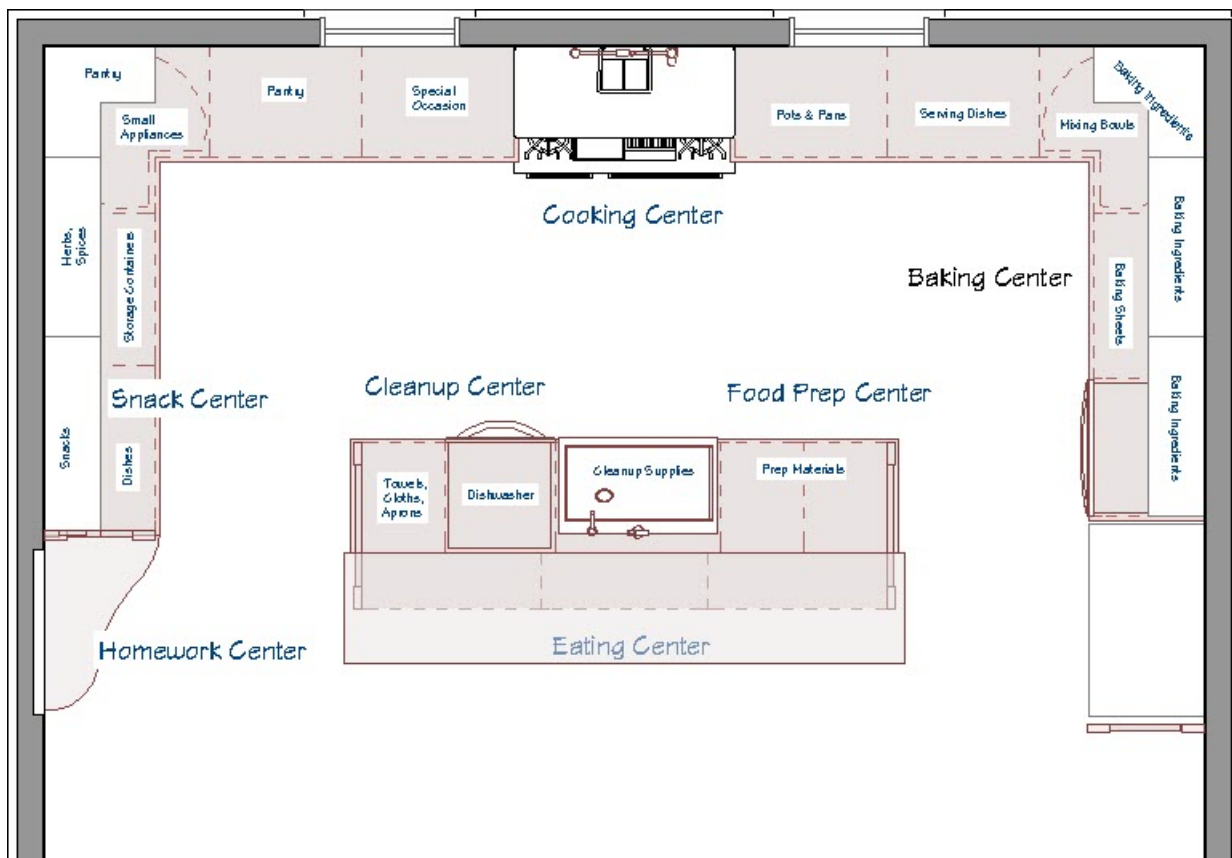 Pantry
Pantry
Special
Occasion
Small
Appliances
Pots & Pans
Serving Dishes
Mixing Bowls
Baking Ingredients
Cooking Center
Herbs,
Spices
Storage Containers
Baking Center
Baking Sheets
Baking Ingredients
Snack Center
Cleanup Center
Food Prep Center
Snacks
Dishes
Towels,
Cloths,
Aprons
Dishwasher
Cleanup Supplies
Prep Materials
Baking Ingredients
Homework Center
Eating Center